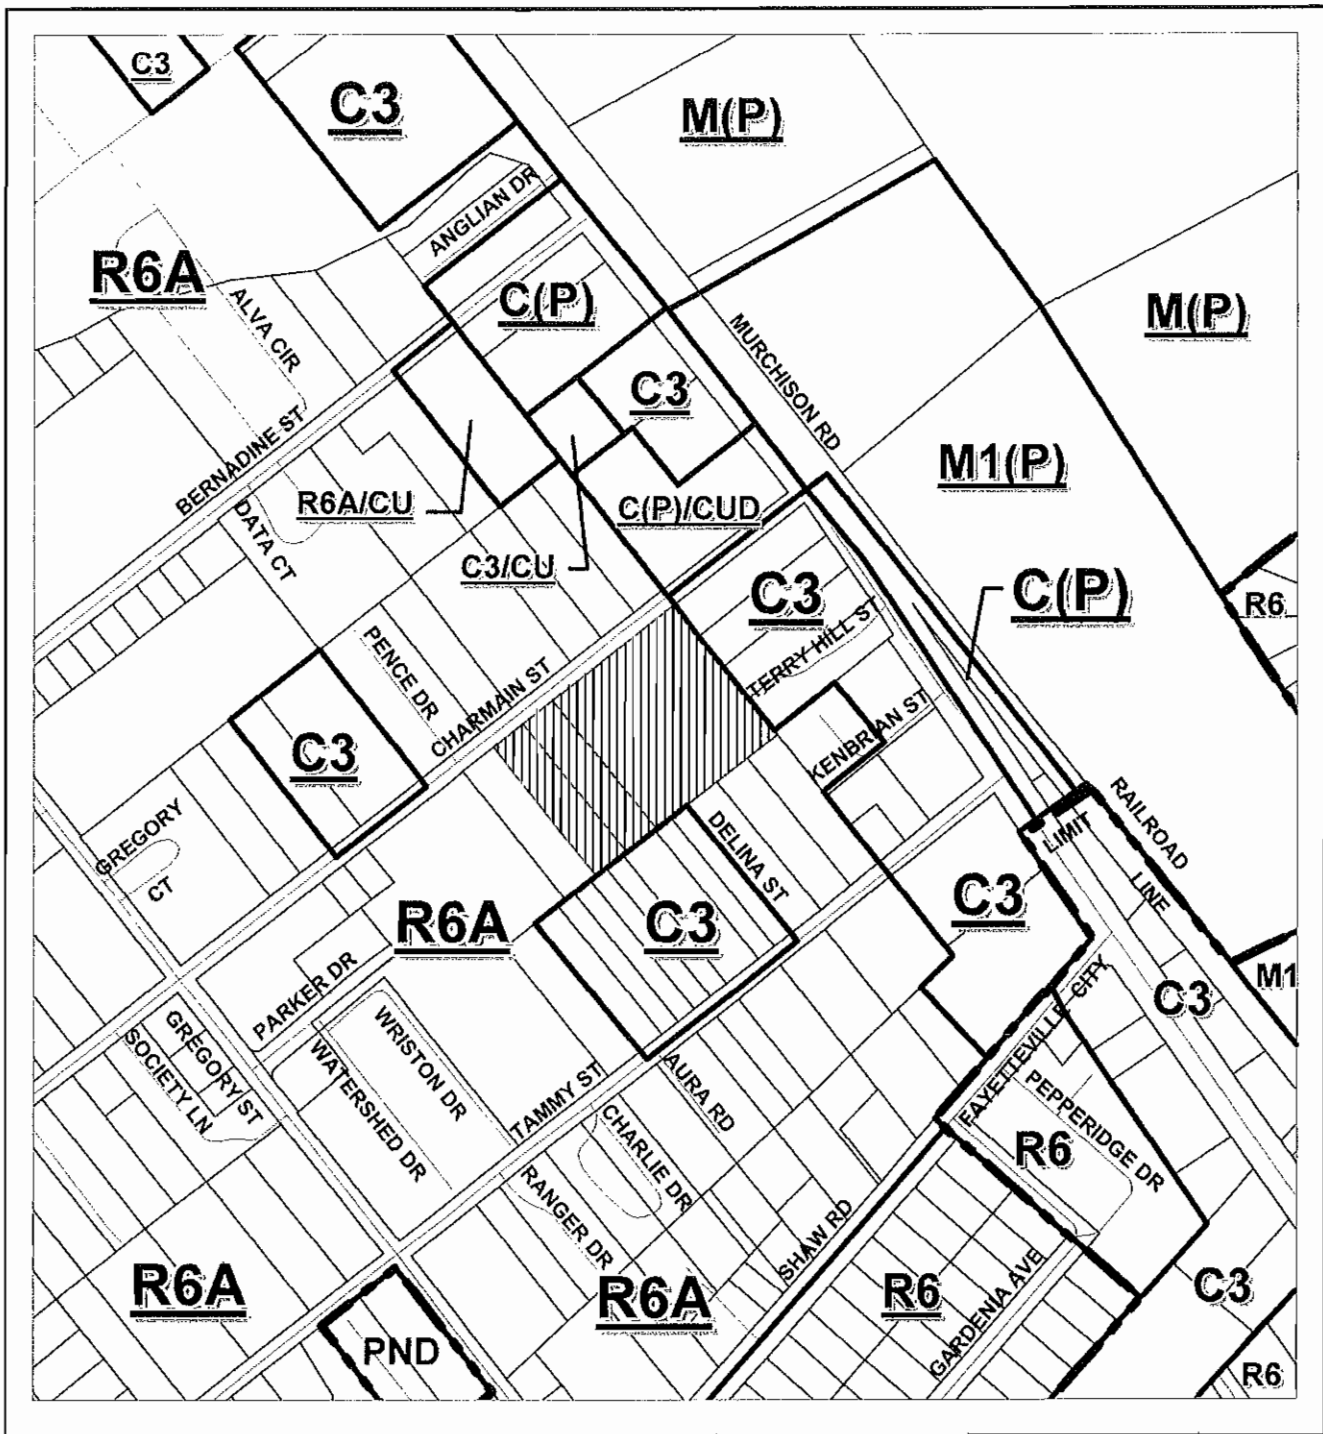 C3
C3
M(P)
ANGLIAN DR
R6A
C(P)
M(P)
ALVA CIR
MURCHISON RD
C3
BERNADINE ST
M1(P)
R6A/CU
C(P)/CUD
DATA CT
C3/CU
C3
C(P)
R6
TERRY HILL ST
PENCE DR
CHARMAIN ST
KENBRIAN ST
C3
RAILROAD
LINE
GREGORY
CT
DELINA ST
LIMIT
C3
R6A
C3
M1
C3
PARKER DR
FAYETTEVILLE CITY
GREGORY ST
SOCIETY LN
WRISTON DR
WATERSHED DR
TAMMY ST
AURA RD
CHARLIE DR
PEPPERIDGE DR
R6
RANGER DR
SHAW RD
R6A
R6A
R6
GARDENIA AVE
C3
PND
R6